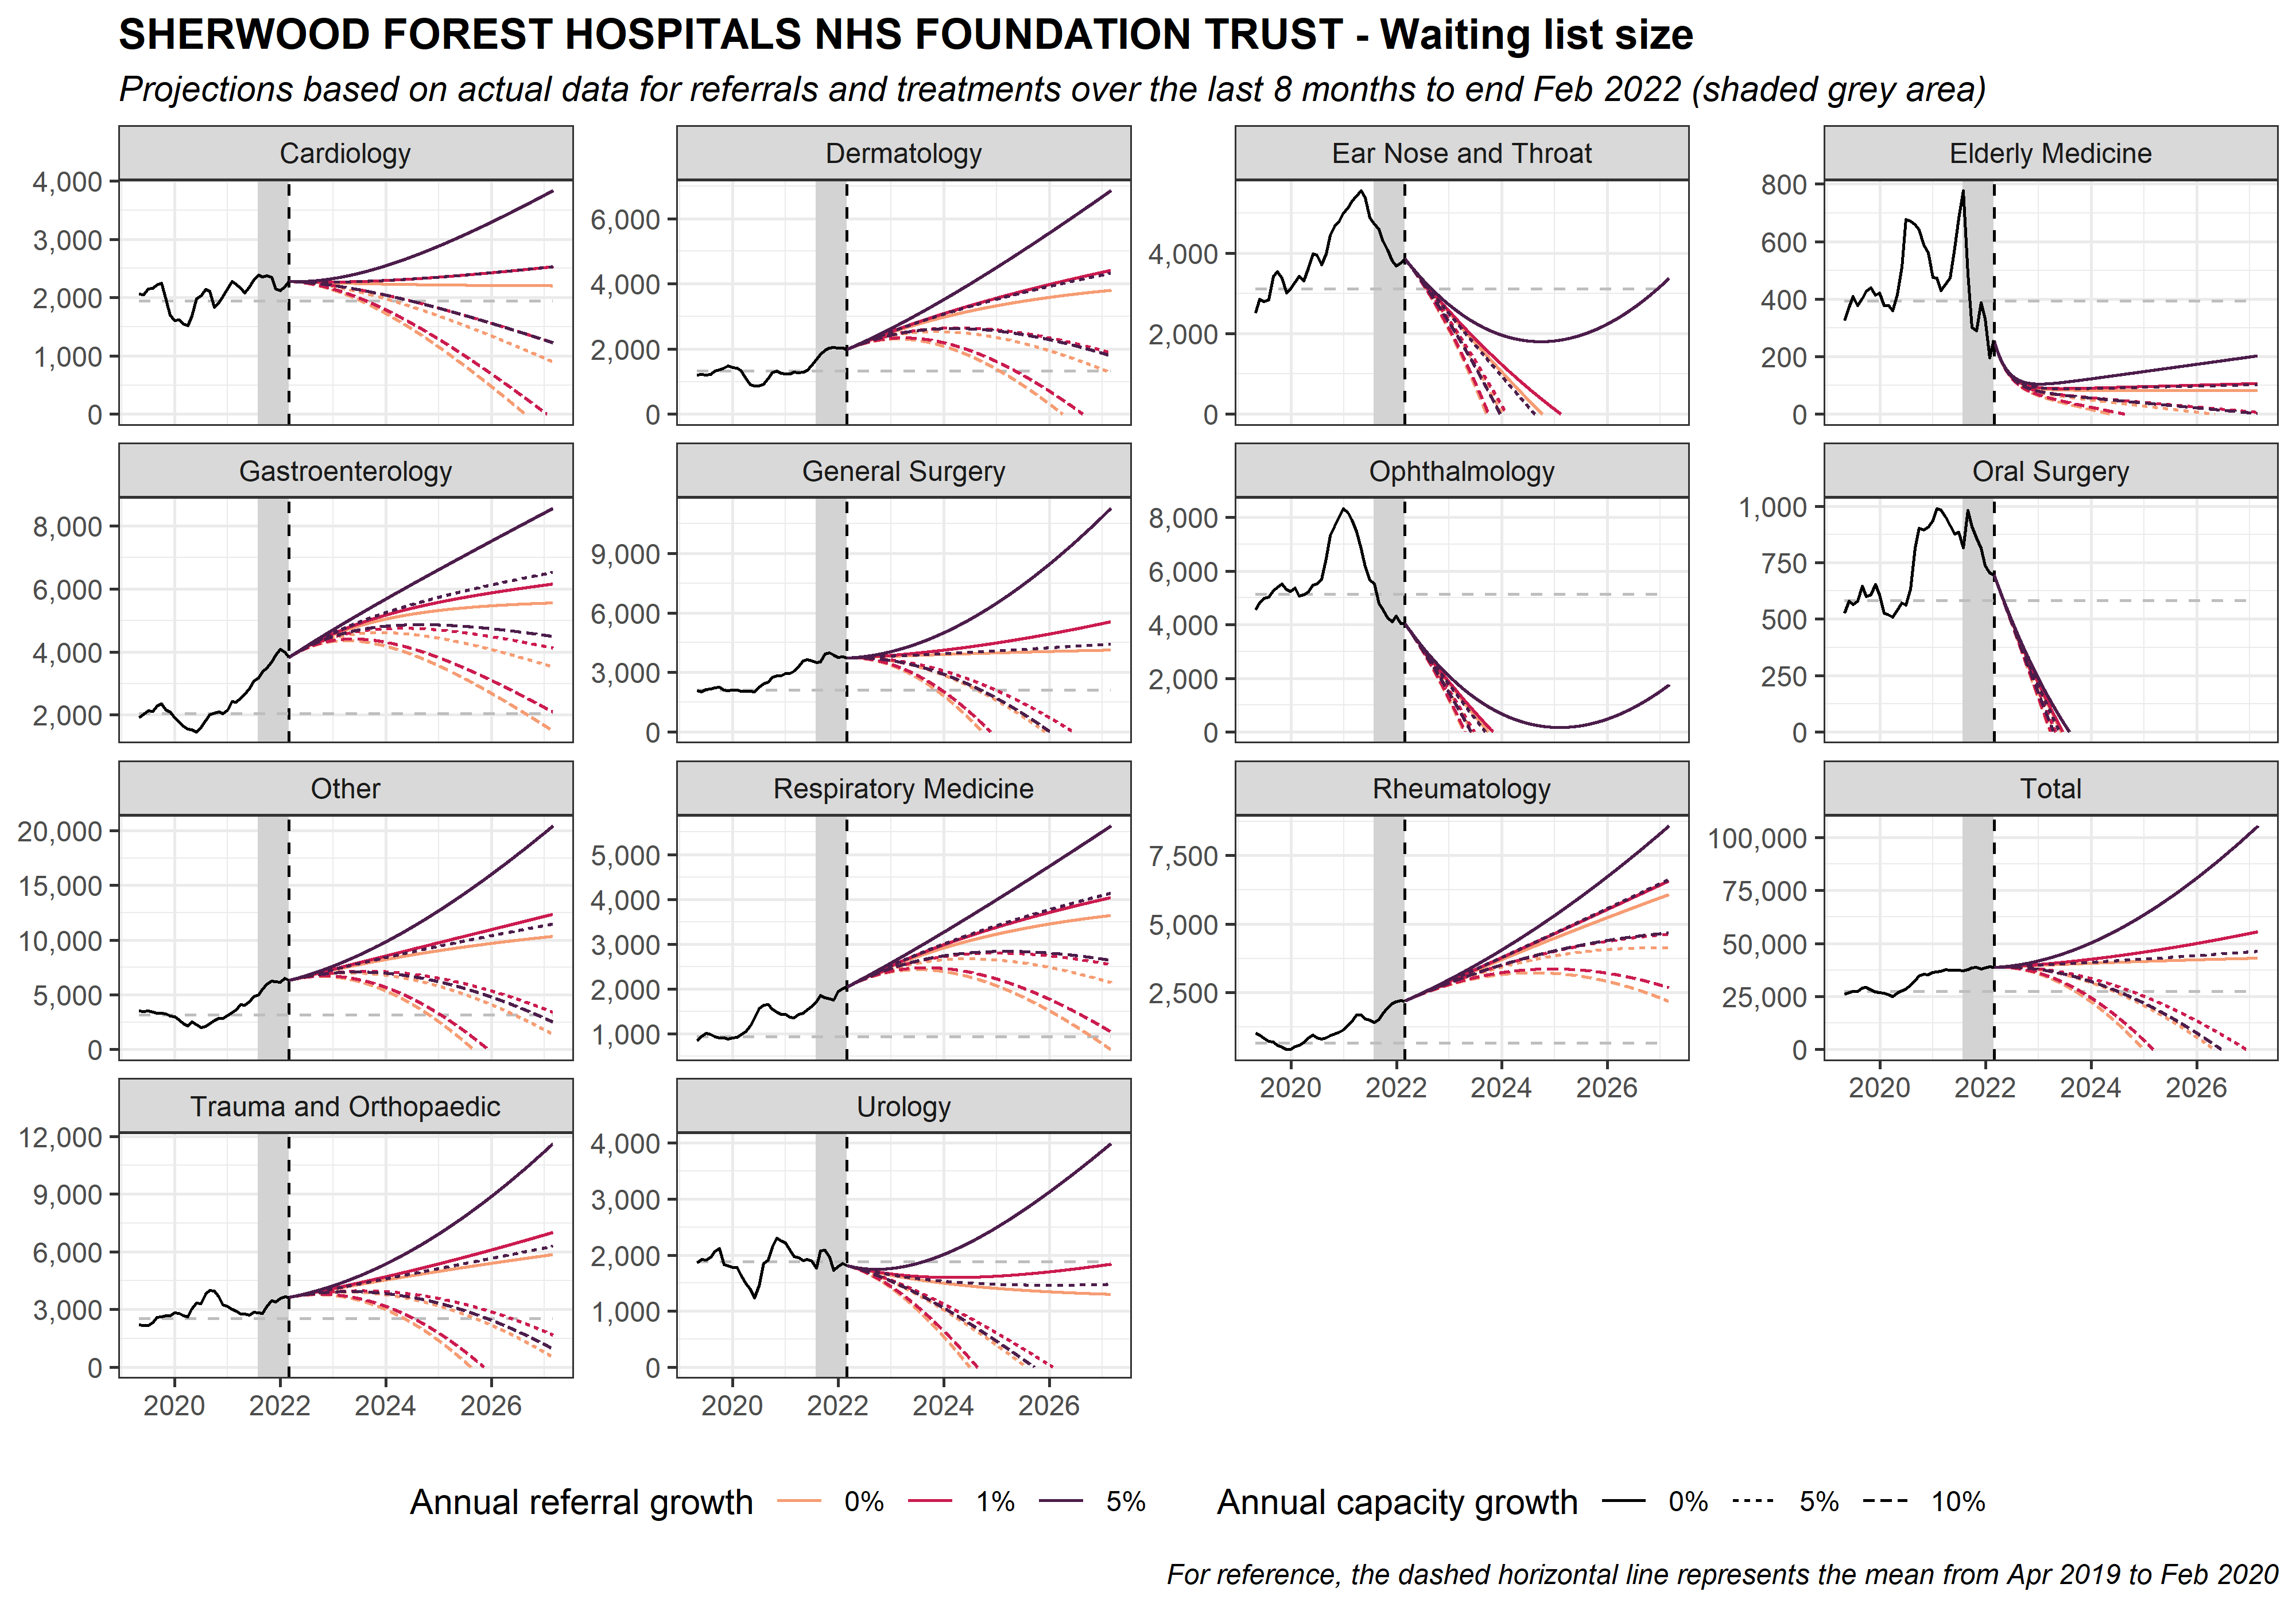 SHERWOOD FOREST HOSPITALS NHS FOUNDATION TRUST - Waiting list size
Projections based on actual data for referrals and treatments over the last 8 months to end Feb 2022 (shaded grey area)
Cardiology
4,000
3,000
2,000
1,000
0
Dermatology
6,000
4,000
2,000
0
Ear Nose and Throat
4,000
2,000
0
Elderly Medicine
800
600
400
200
0
Gastroenterology
8,000
6,000
4,000
2,000
General Surgery
9,000
6,000
3,000
0
Ophthalmology
8,000
6,000
4,000
2,000
0
Oral Surgery
1,000
750
500
250
0
Other
20,000
15,000
10,000
5,000
0
Respiratory Medicine
5,000
4,000
3,000
2,000
1,000
Rheumatology
7,500
5,000
2,500
2020 2022 2024 2026
Total
100,000
75,000
50,000
25,000
0
2020 2022 2024 2026
Trauma and Orthopaedic
12,000
9,000
6,000
3,000
0
2020 2022 2024 2026
Urology
4,000
3,000
2,000
1,000
0
2020 2022 2024 2026
Annual referral growth 0% 1% 5%
Annual capacity growth 0% 5% 10%
For reference, the dashed horizontal line represents the mean from Apr 2019 to Feb 2020